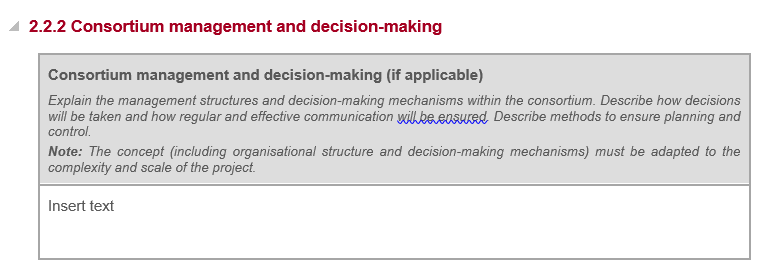 2.2.2 Consortium management and decision-making
Consortium management and decision-making (if applicable)
Explain the management structures and decision-making mechanisms within the consortium. Describe how decisions
will be taken and how regular and effective communication will be ensured. Describe methods to ensure planning and
control.
Note: The concept (including organisational structure and decision-making mechanisms) must be adapted to the
complexity and scale of the project.
Insert text